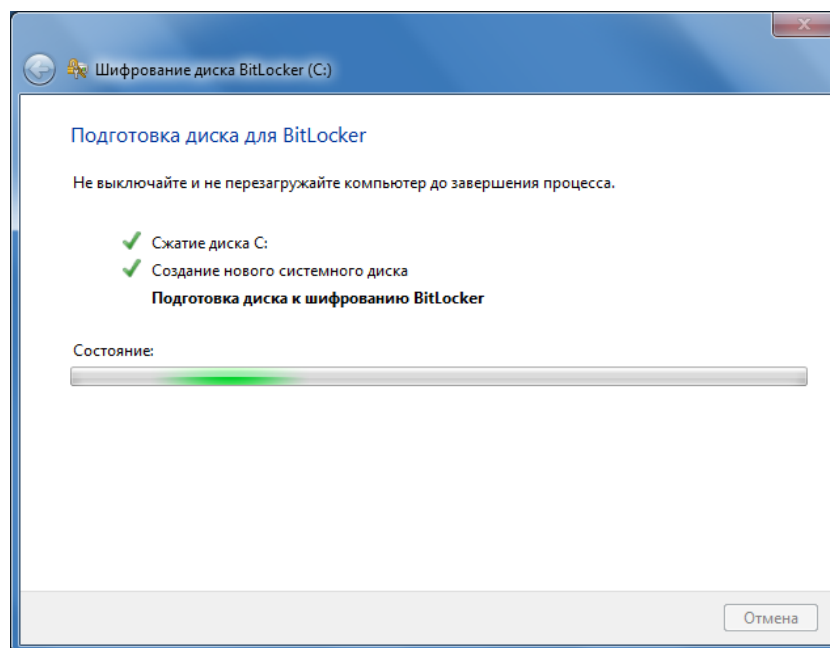 Шифрование диска BitLocker (C:)
Подготовка диска для BitLocker
Не выключайте и не перезагружайте компьютер до завершения процесса.
Сжатие диска C:
Создание нового системного диска
Подготовка диска к шифрованию BitLocker
Состояние:
Отмена